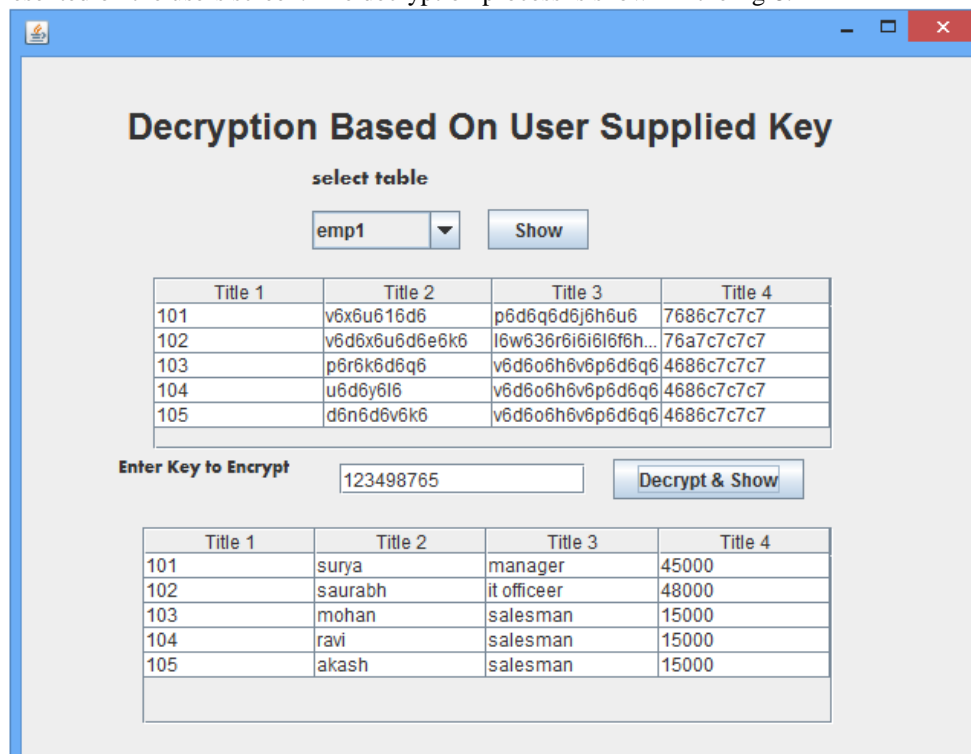 Decryption Based On User Supplied Key
select table
emp1 Show
Title 1 Title 2 Title 3 Title 4
101 v6x6u616d6 p6d6q6d6j6h6u6 7686c7c7c7
102 v6d6x6u6d6e6k6 l6w636r6i6i6l6f6h... 76a7c7c7c7
103 p6r6k6d6q6 v6d6o6h6v6p6d6q6 4686c7c7c7
104 u6d6y6l6 v6d6o6h6v6p6d6q6 4686c7c7c7
105 d6n6d6v6k6 v6d6o6h6v6p6d6q6 4686c7c7c7
Enter Key to Encrypt 123498765 Decrypt & Show
Title 1 Title 2 Title 3 Title 4
101 surya manager 45000
102 saurabh it officeer 48000
103 mohan salesman 15000
104 ravi salesman 15000
105 akash salesman 15000